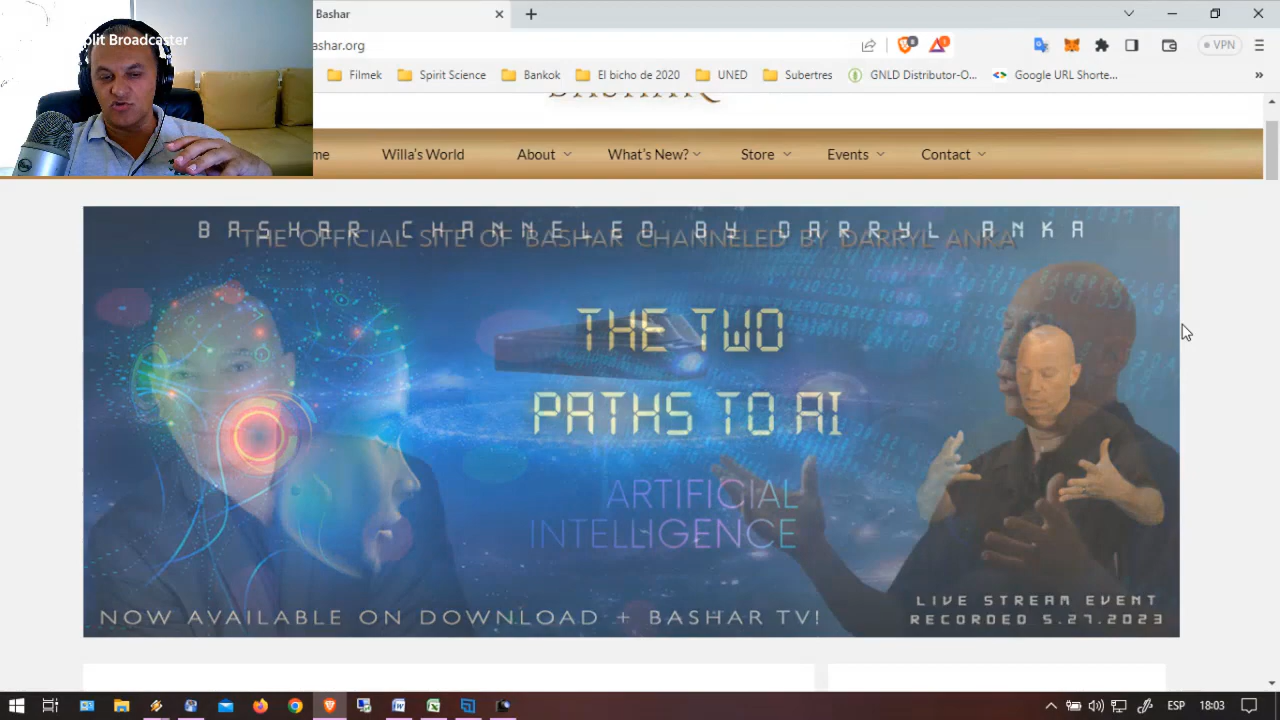 Bashar
plit Broadcaster
ashar.org
VPN
Filmek
Spirit Science
Bankok
El bicho de 2020
UNED
Subertres
GNLD Distributor-O...
Google URL Shorte...
»
BASHAR
me
Willa's World
About
What's New?
Store
Events
Contact
BASHAR CHANNELED BY DARRYL ANKA
THE OFFICIAL SITE OF BASHAR CHANNELED BY DARRYL ANKA
THE TWO
PATHS TO AI
ARTIFICIAL
INTELLIGENCE
NOW AVAILABLE ON DOWNLOAD + BASHAR TV!
LIVE STREAM EVENT
RECORDED 5.27.2023
ESP
18:03